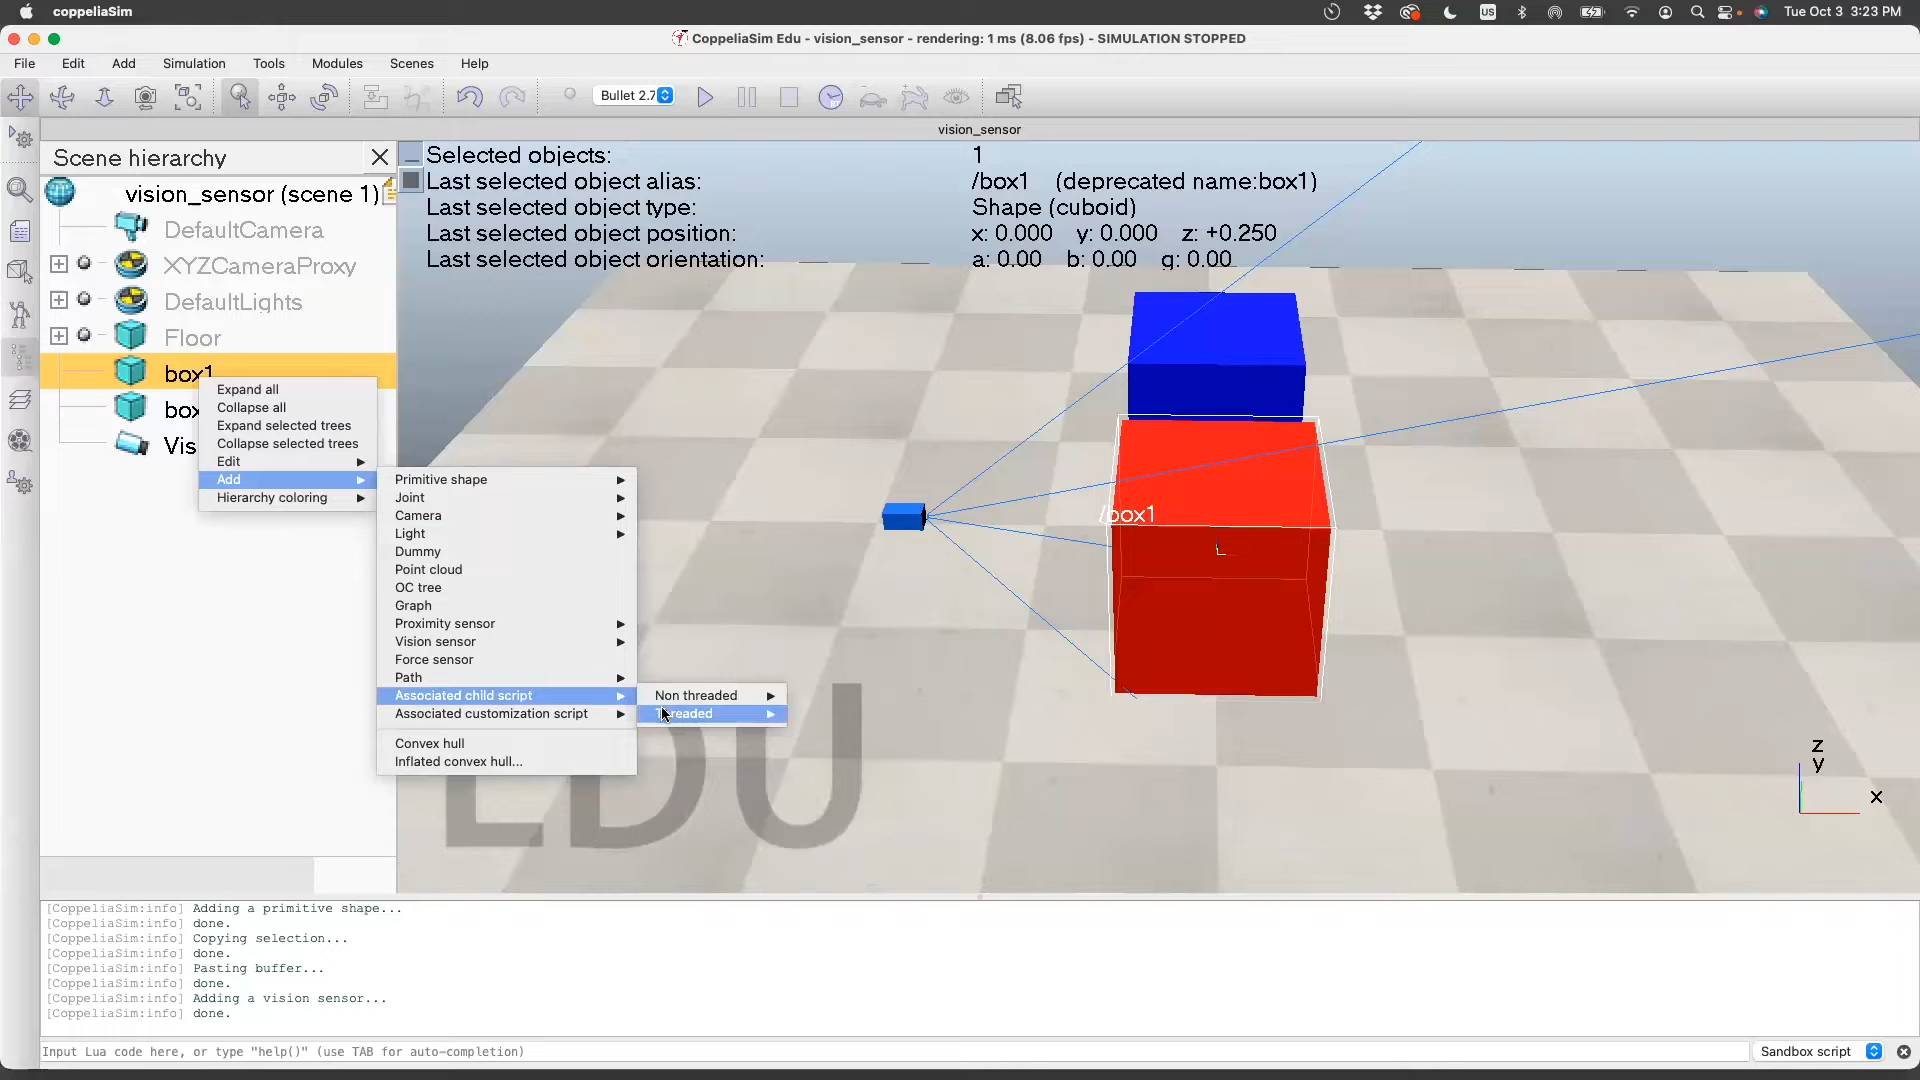 coppeliaSim
US
Tue Oct 3 3:23 PM
CoppeliaSim Edu - vision_sensor - rendering: 1 ms (8.06 fps) - SIMULATION STOPPED
File Edit Add Simulation Tools Modules Scenes Help
Bullet 2.7
RT
vision_sensor
Scene hierarchy
vision_sensor (scene 1)
DefaultCamera
XYZCameraProxy
DefaultLights
Floor
box1
box
Vis
Selected objects: 1
Last selected object alias: /box1 (deprecated name:box1)
Last selected object type: Shape (cuboid)
Last selected object position: x: 0.000 y: 0.000 z: +0.250
Last selected object orientation: a: 0.00 b: 0.00 g: 0.00
Expand all
Collapse all
Expand selected trees
Collapse selected trees
Edit
Add
Hierarchy coloring
Primitive shape
Joint
Camera
Light
Dummy
Point cloud
OC tree
Graph
Proximity sensor
Vision sensor
Force sensor
Path
Associated child script
Associated customization script
Convex hull
Inflated convex hull...
Non threaded
/box1
EDU
z
y
x
[CoppeliaSim:info] Adding a primitive shape...
[CoppeliaSim:info] done.
[CoppeliaSim:info] Copying selection...
[CoppeliaSim:info] done.
[CoppeliaSim:info] Pasting buffer...
[CoppeliaSim:info] done.
[CoppeliaSim:info] Adding a vision sensor...
[CoppeliaSim:info] done.
Input Lua code here, or type "help()" (use TAB for auto-completion)
Sandbox script